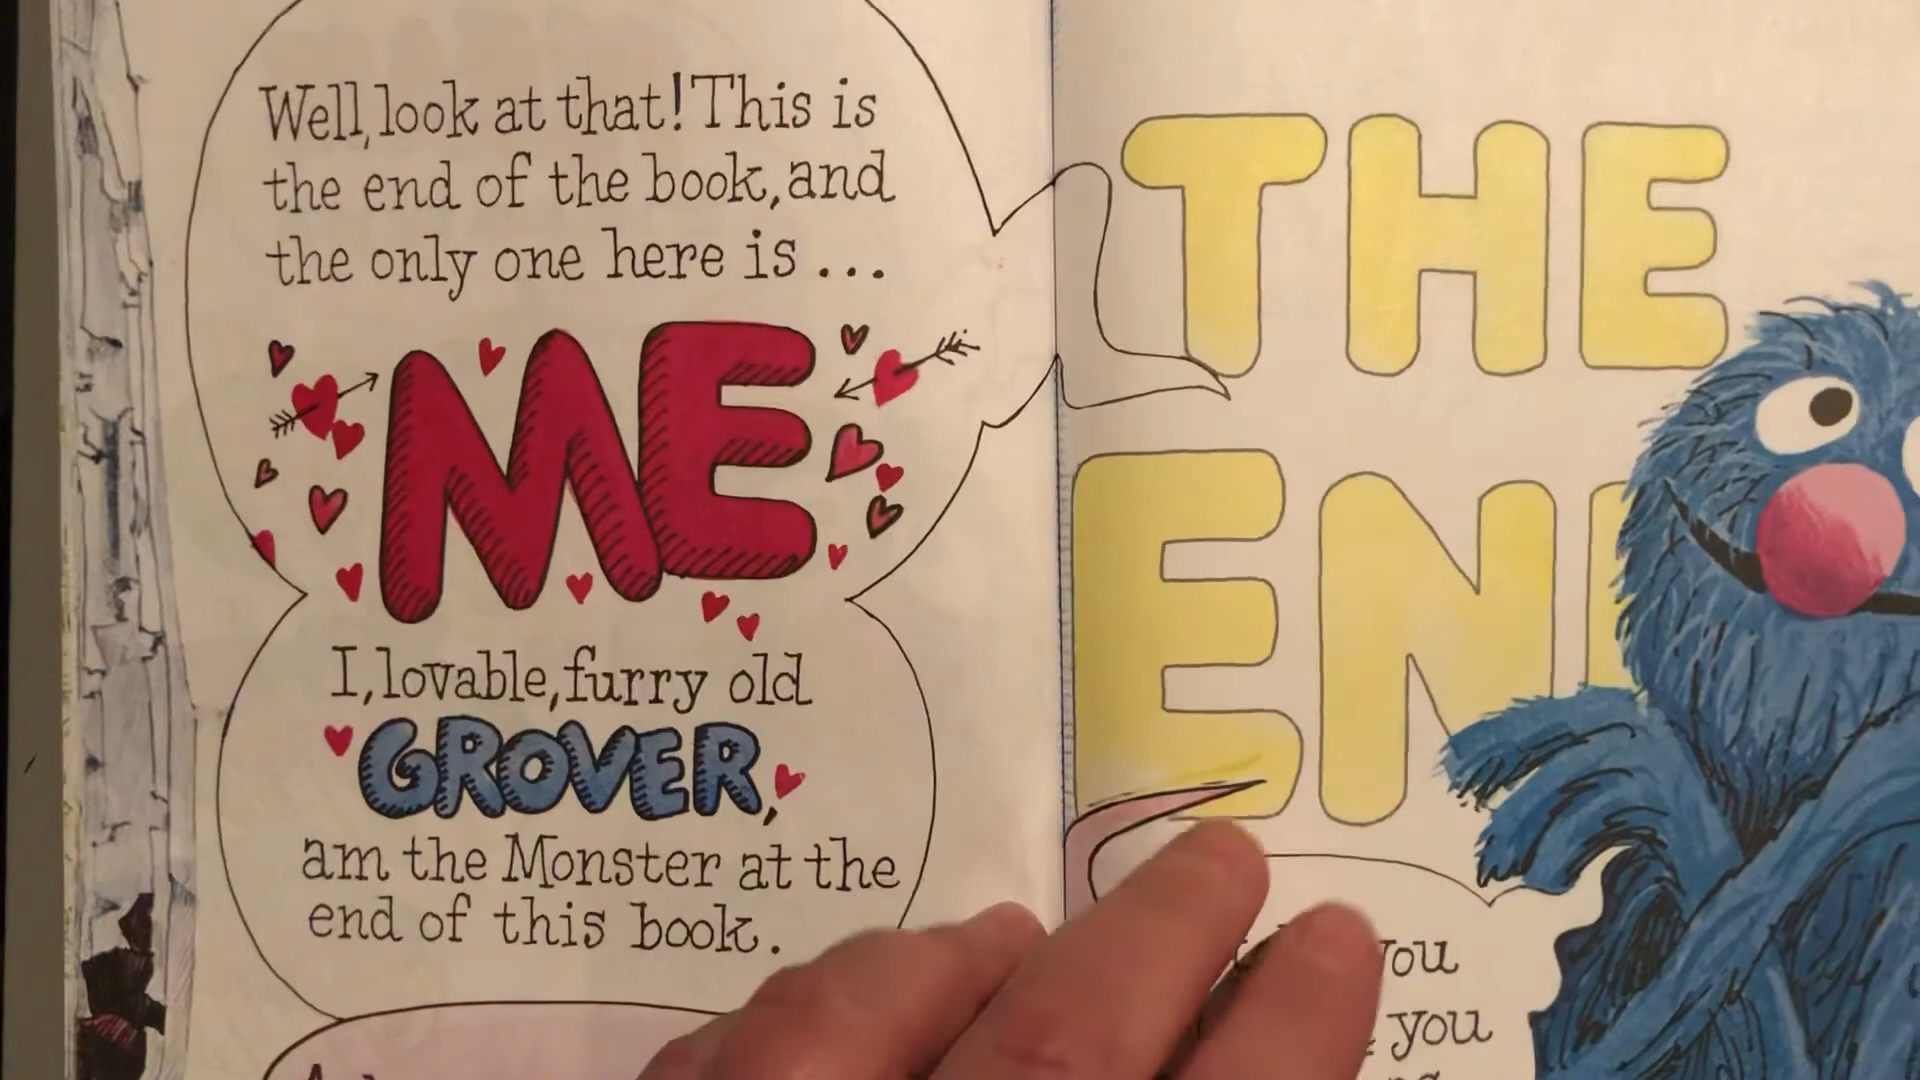 Well, look at that! This is
the end of the book, and
the only one here is ...
ME
I, lovable, furry old
GROVER,
am the Monster at the
end of this book.
THE
EN
you
you